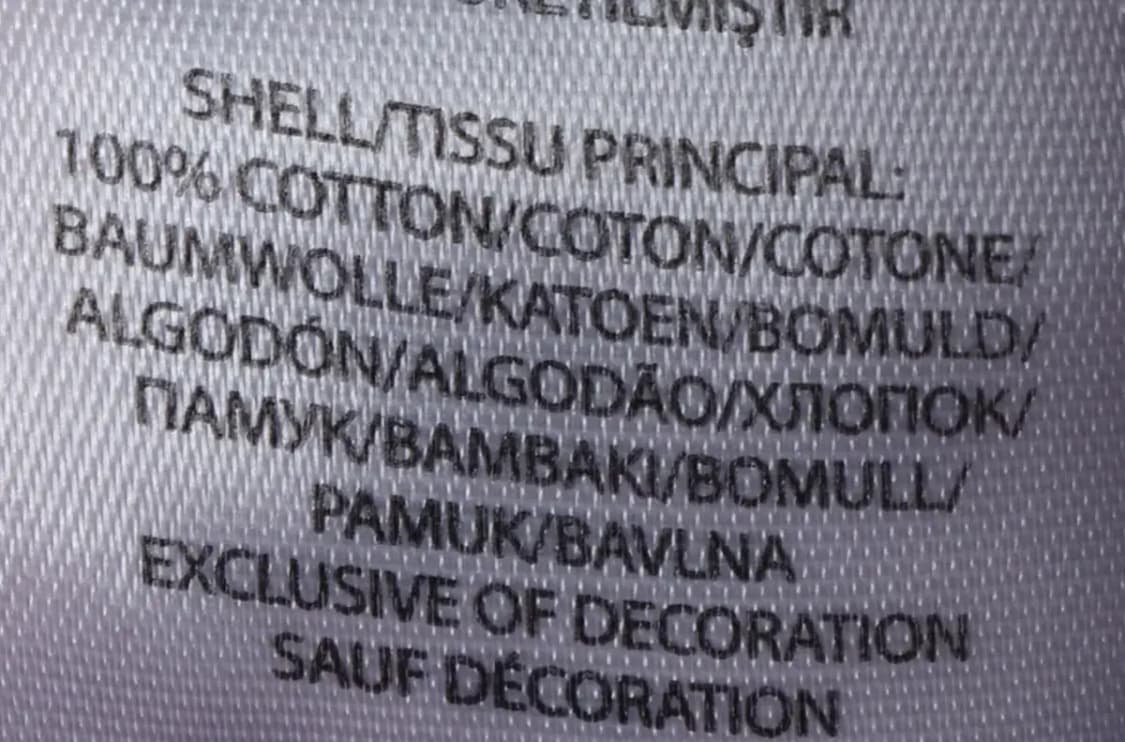 SHELL/TISSU PRINCIPAL:
100% COTTON/COTON/COTONE/
BAUMWOLLE/KATOEN/BOMULD/
ALGODÓN/ALGODÃO/ХЛОПОК/
ПАМУК/BAMBAKI/BOMULL/
PAMUK/BAVLNA
EXCLUSIVE OF DECORATION
SAUF DÉCORATION